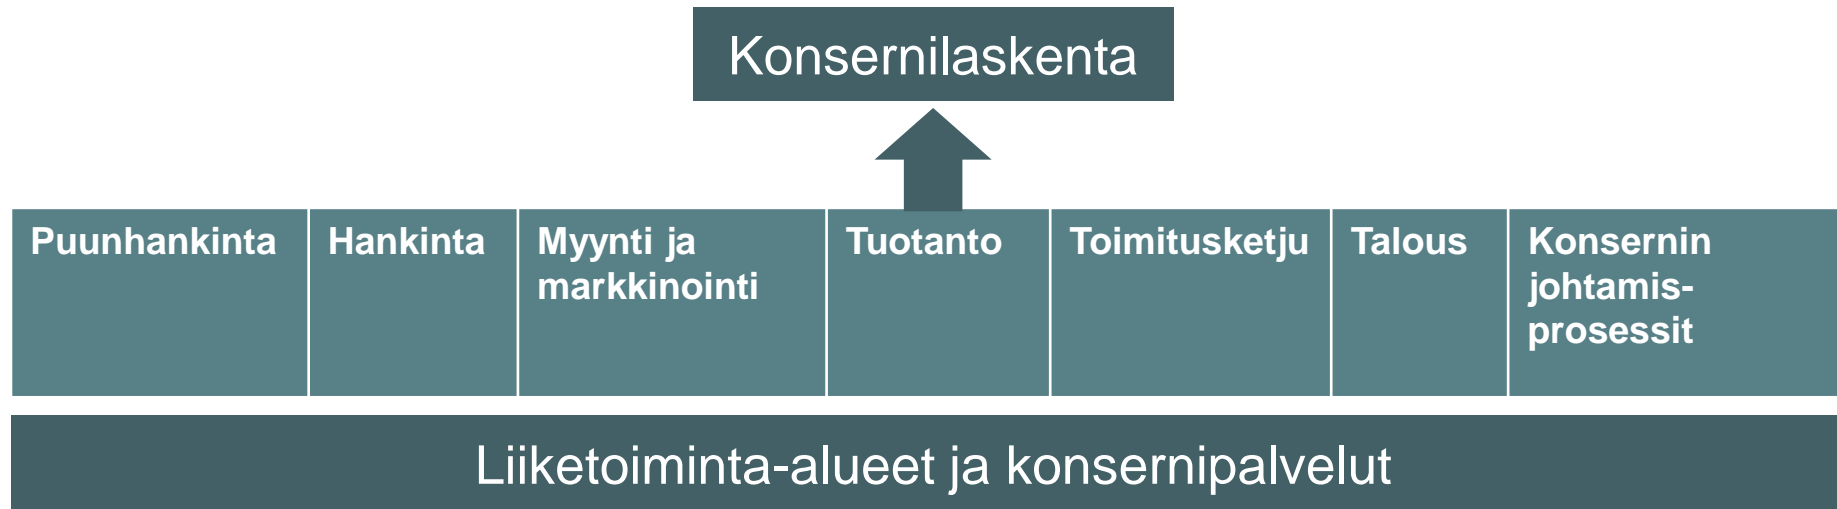 Konsernilaskenta
Puunhankinta
Hankinta
Myynti ja
markkinointi
Tuotanto
Toimitusketju
Talous
Konsernin
johtamis-
prosessit
Liiketoiminta-alueet ja konsernipalvelut